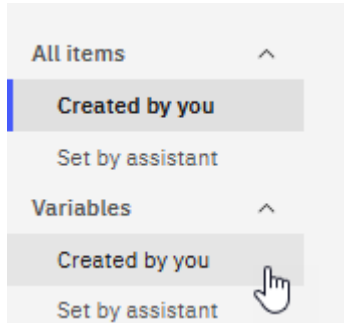 All items
Created by you
Set by assistant
Variables
Created by you
Set by assistant